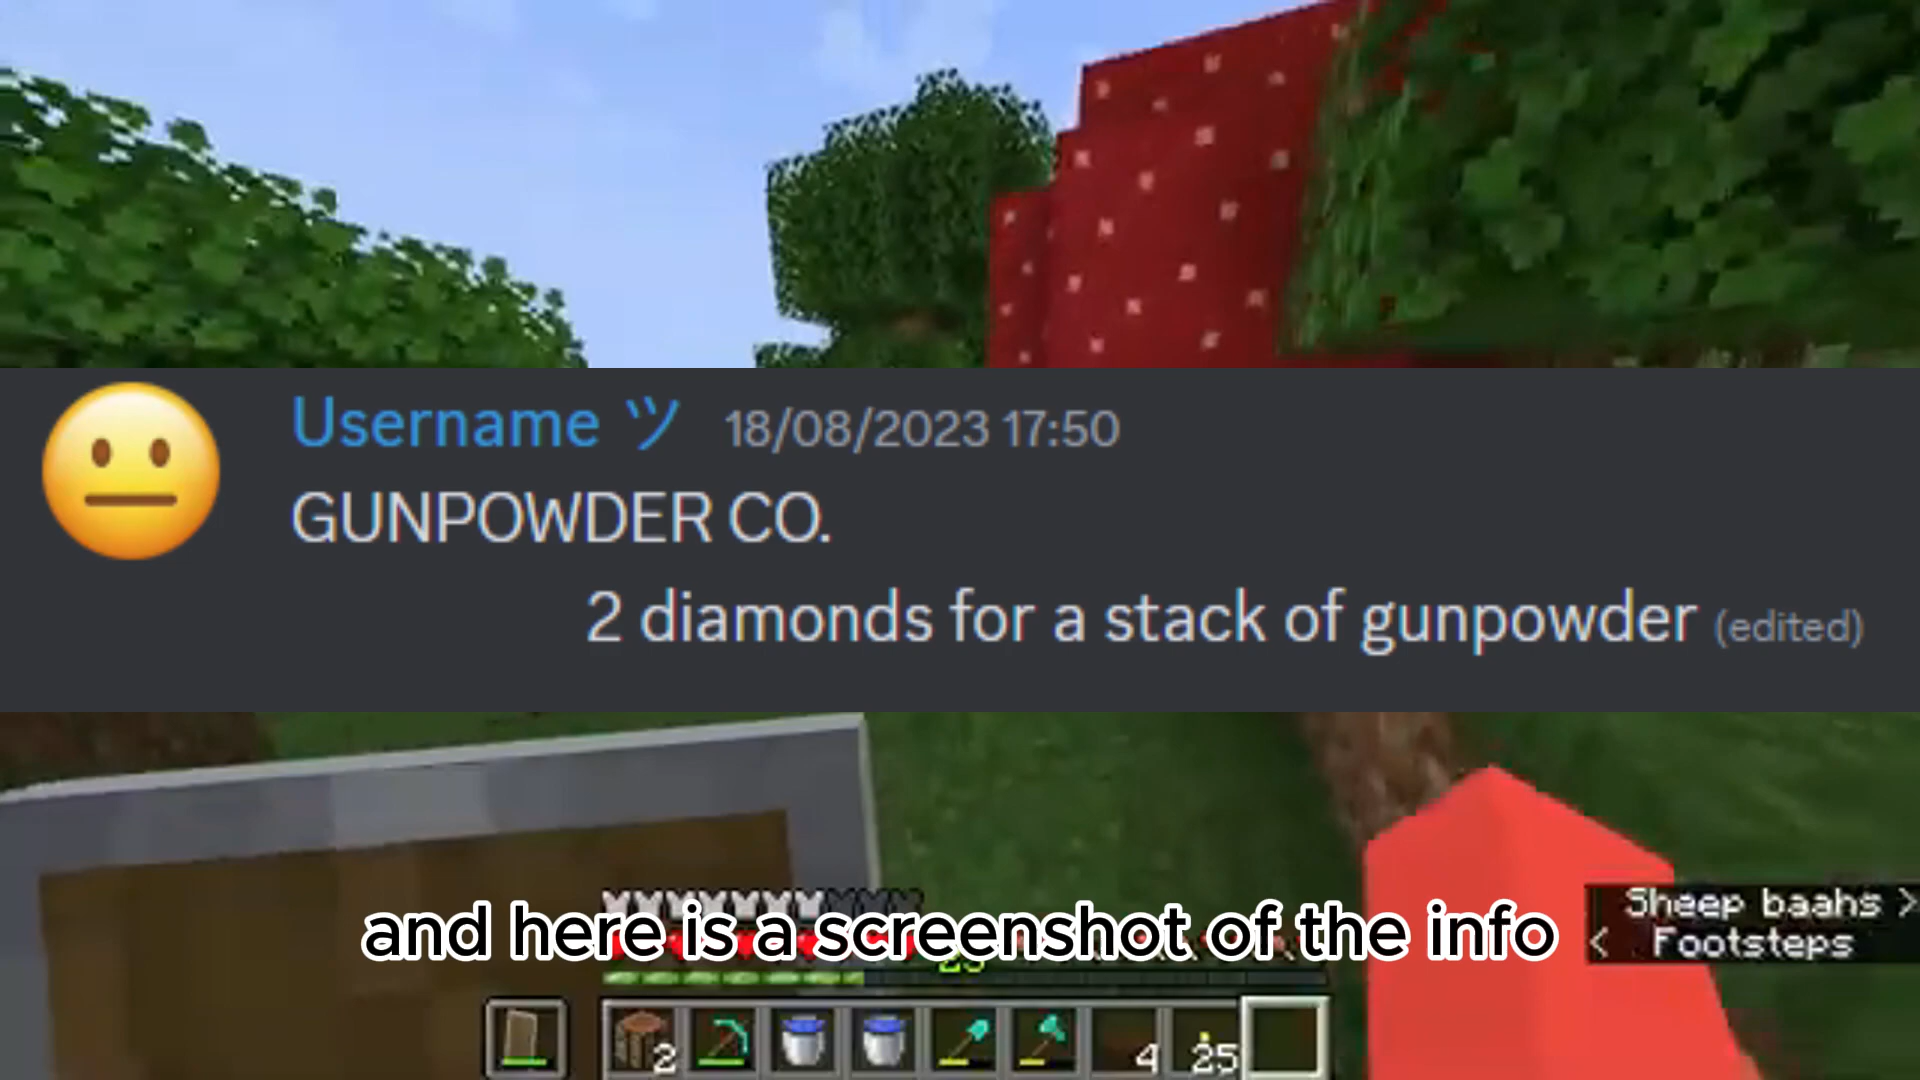 Username ツ 18/08/2023 17:50
GUNPOWDER CO.
2 diamonds for a stack of gunpowder (edited)
and here is a screenshot of the info
Sheep baahs >
< Footsteps
2 4 25